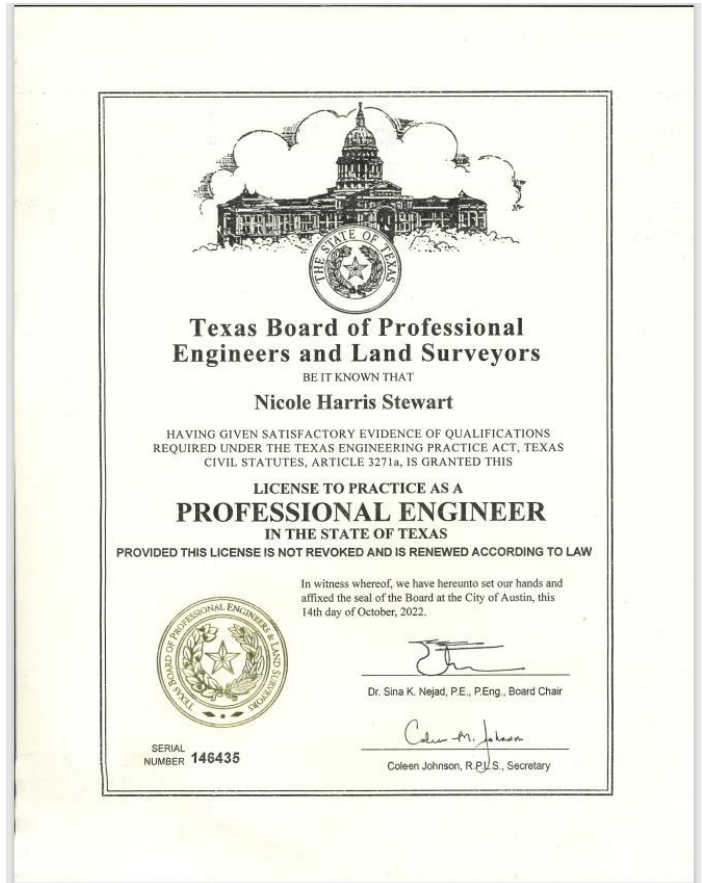 THE STATE OF TEXAS
Texas Board of Professional
Engineers and Land Surveyors
BE IT KNOWN THAT
Nicole Harris Stewart
HAVING GIVEN SATISFACTORY EVIDENCE OF QUALIFICATIONS
REQUIRED UNDER THE TEXAS ENGINEERING PRACTICE ACT, TEXAS
CIVIL STATUTES, ARTICLE 3271a, IS GRANTED THIS
LICENSE TO PRACTICE AS A
PROFESSIONAL ENGINEER
IN THE STATE OF TEXAS
PROVIDED THIS LICENSE IS NOT REVOKED AND IS RENEWED ACCORDING TO LAW
In witness whereof, we have hereunto set our hands and
affixed the seal of the Board at the City of Austin, this
14th day of October, 2022.
TEXAS BOARD OF PROFESSIONAL ENGINEERS & LAND SURVEYORS
Dr. Sina K. Nejad, P.E., P.Eng., Board Chair
Coleen M. Johnson
SERIAL
NUMBER 146435
Coleen Johnson, R.P.L.S., Secretary